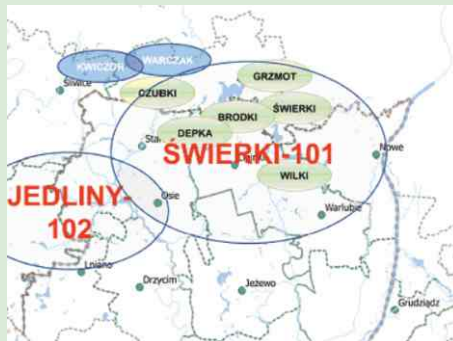 KWICZOR
WARCZAK
GRZMOT
Śliwice
CZUBKI
ŚWIERKI
BRODKI
DEPKA
Nowe
ŚWIERKI-101
WILKI
JEDLINY-
102
Osie
Warlubie
Lniano
Drzycim
Jeżewo
Grudziądz